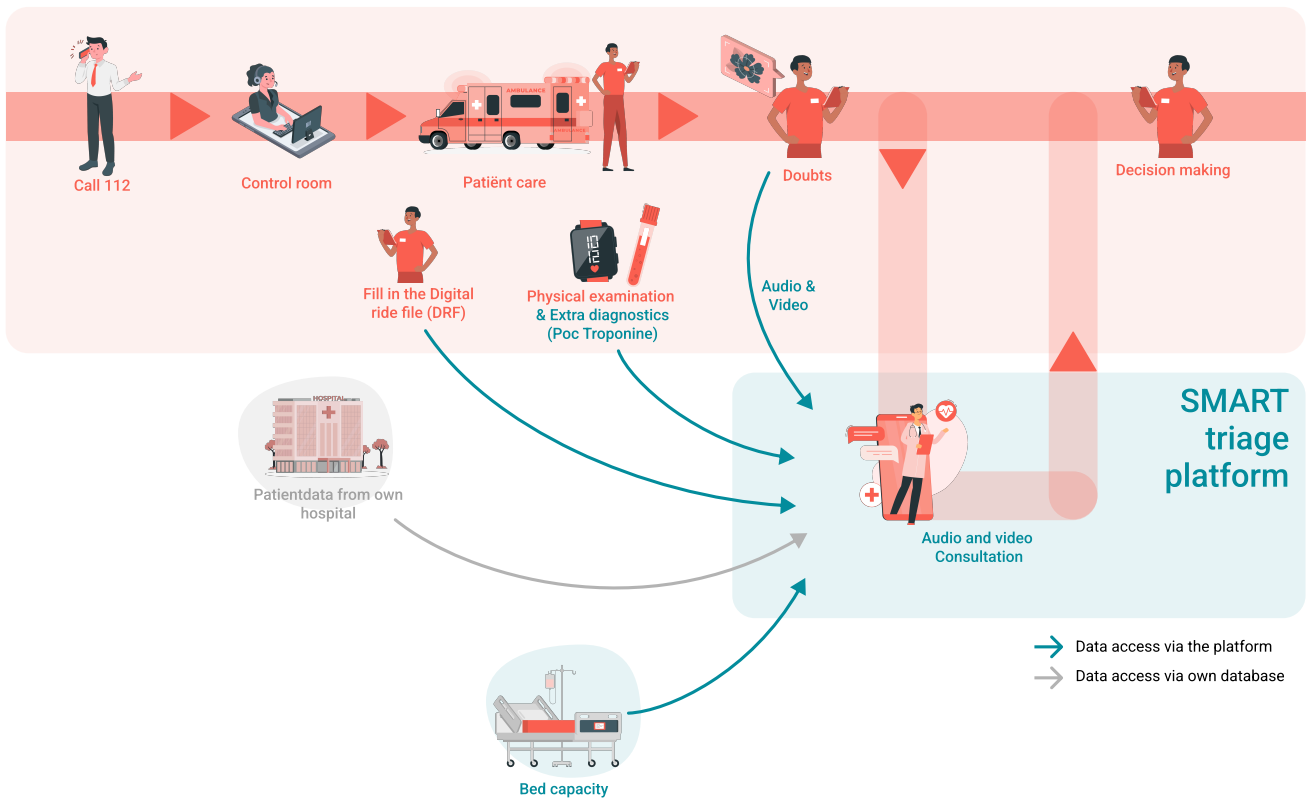 AMBULANCE
AMBULANCE
Call 112
Control room
Patiënt care
Doubts
Decision making
Fill in the Digital
ride file (DRF)
Physical examination
& Extra diagnostics
(Poc Troponine)
Audio &
Video
HOSPITAL
Patientdata from own
hospital
SMART
triage
platform
Audio and video
Consultation
Data access via the platform
Data access via own database
Bed capacity